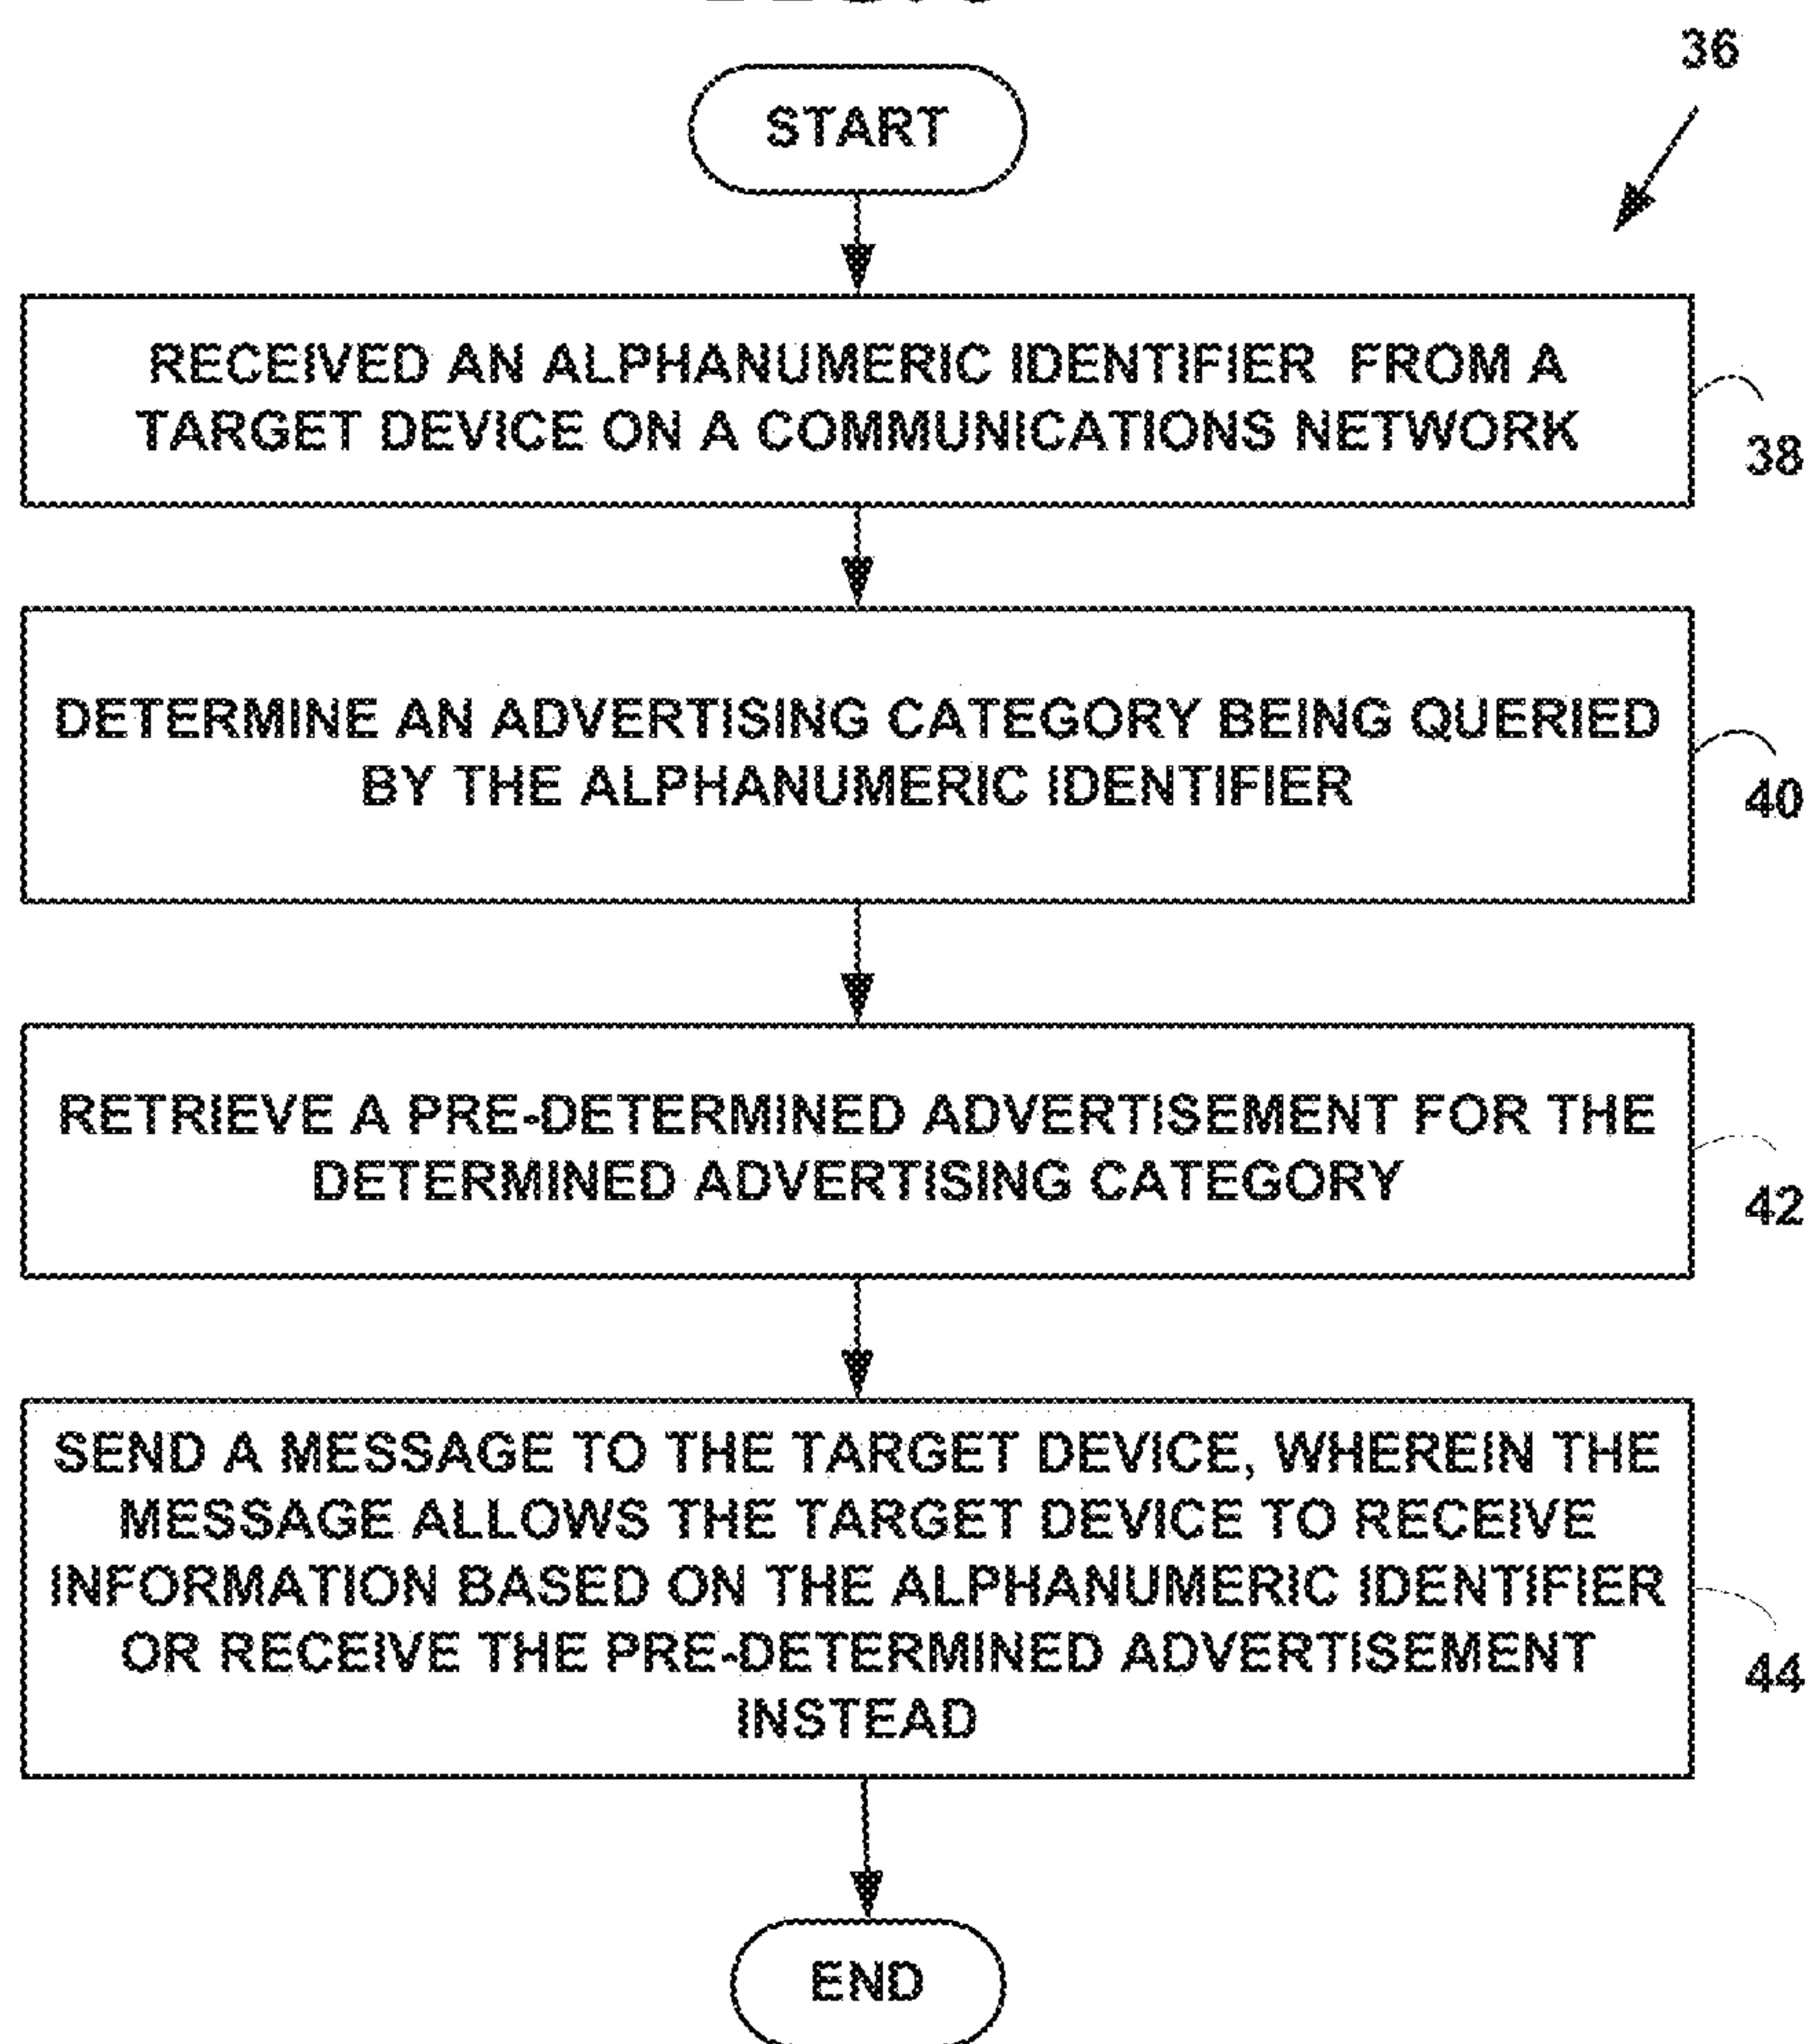 36
START
RECEIVED AN ALPHANUMERIC IDENTIFIER FROM A
TARGET DEVICE ON A COMMUNICATIONS NETWORK
38
DETERMINE AN ADVERTISING CATEGORY BEING QUERIED
BY THE ALPHANUMERIC IDENTIFIER
40
RETRIEVE A PRE-DETERMINED ADVERTISEMENT FOR THE
DETERMINED ADVERTISING CATEGORY
42
SEND A MESSAGE TO THE TARGET DEVICE, WHEREIN THE
MESSAGE ALLOWS THE TARGET DEVICE TO RECEIVE
INFORMATION BASED ON THE ALPHANUMERIC IDENTIFIER
OR RECEIVE THE PRE-DETERMINED ADVERTISEMENT
INSTEAD
44
END